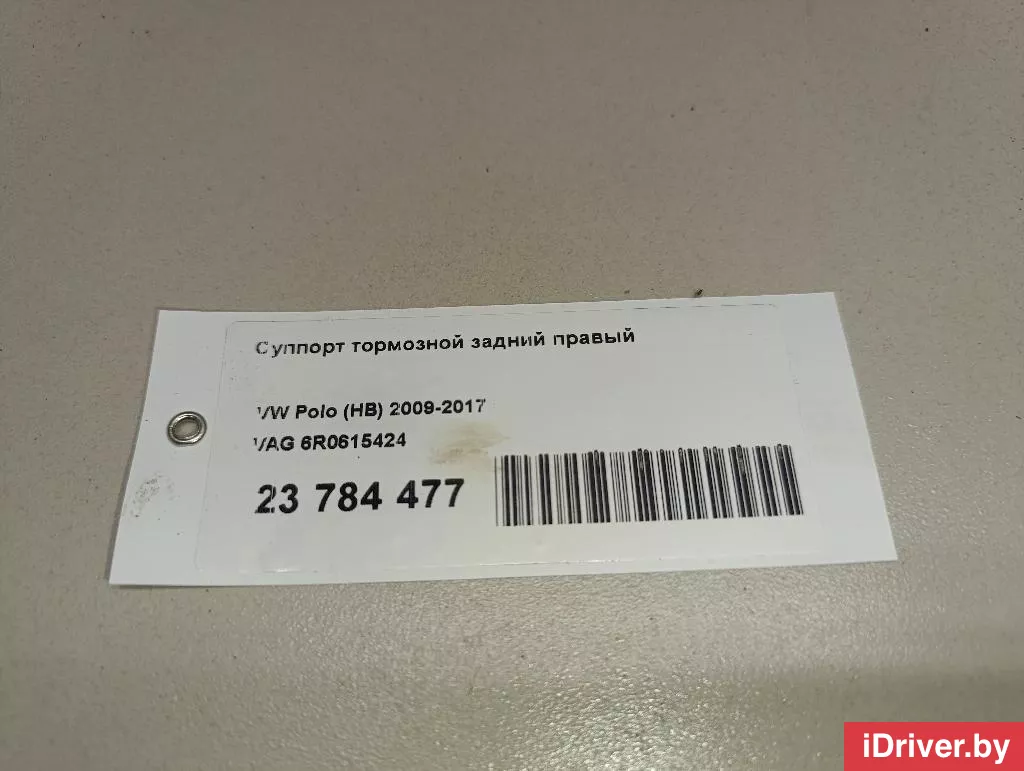 Суппорт тормозной задний правый
VW Polo (HB) 2009-2017
VAG 6R0615424
23 784 477
iDriver.by